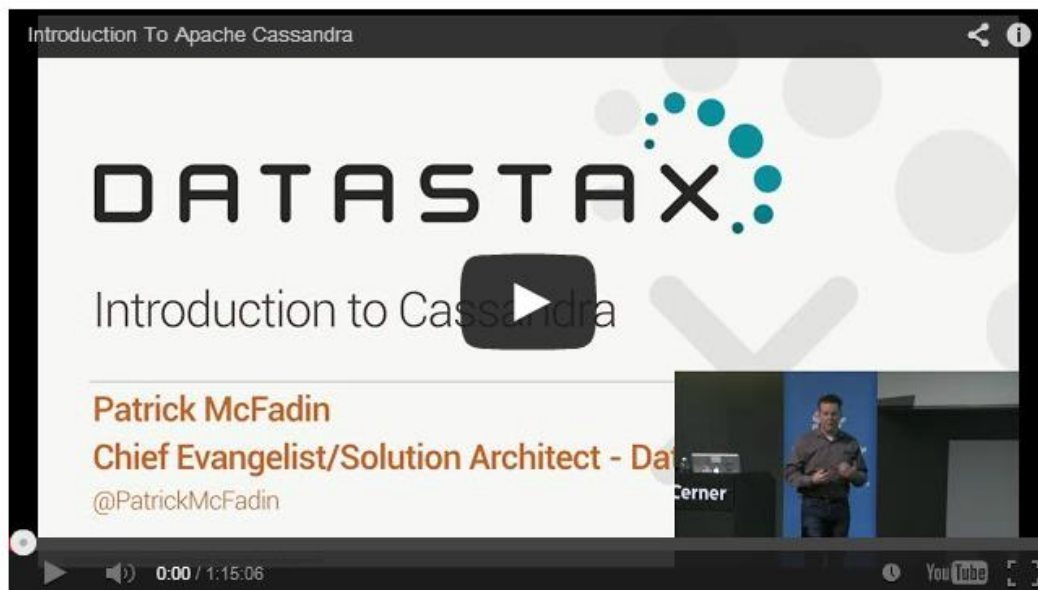 Introduction To Apache Cassandra
DATASTAX
Introduction to Cassandra
Patrick McFadin
Chief Evangelist/Solution Architect - Dat
@PatrickMcFadin
Cerner
0:00 / 1:15:06
YouTube